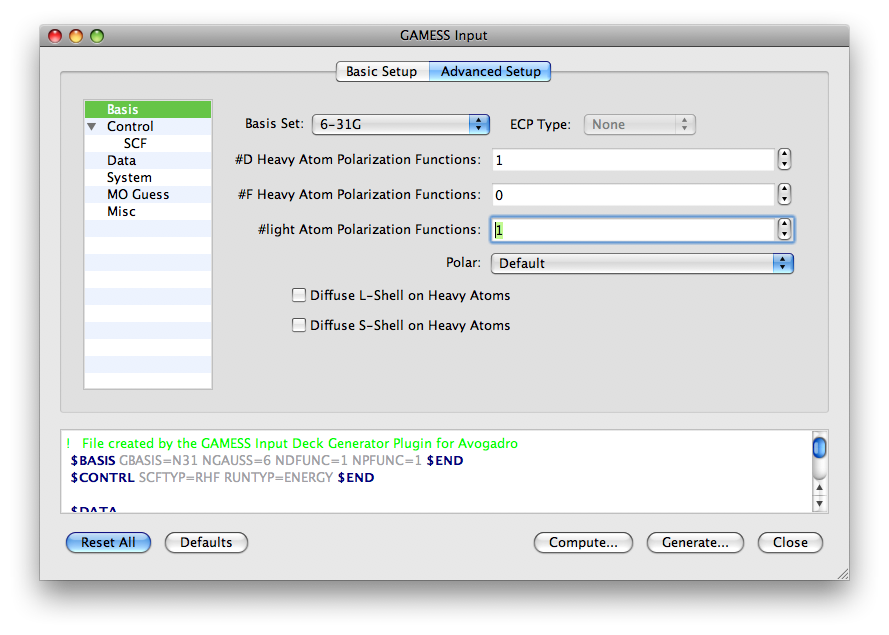 GAMESS Input
Basic Setup Advanced Setup
Basis
Control
SCF
Data
System
MO Guess
Misc
Basis Set: 6-31G ECP Type: None
#D Heavy Atom Polarization Functions: 1
#F Heavy Atom Polarization Functions: 0
#light Atom Polarization Functions: 1
Polar: Default
Diffuse L-Shell on Heavy Atoms
Diffuse S-Shell on Heavy Atoms
! File created by the GAMESS Input Deck Generator Plugin for Avogadro
$BASIS GBASIS=N31 NGAUSS=6 NDFUNC=1 NPFUNC=1 $END
$CONTRL SCFTYP=RHF RUNTYP=ENERGY $END
$DATA
Reset All Defaults Compute... Generate... Close